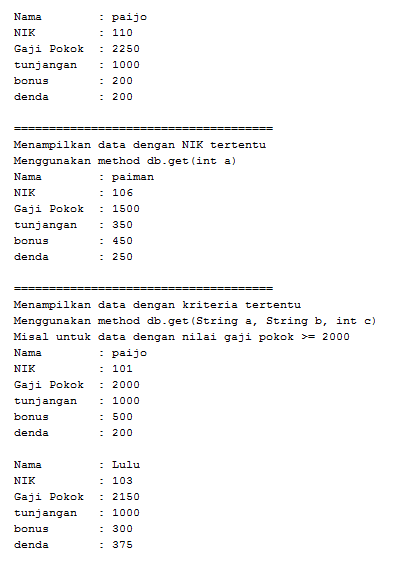 Nama        : paijo
NIK         : 110
Gaji Pokok  : 2250
tunjangan   : 1000
bonus       : 200
denda       : 200
=====================================
Menampilkan data dengan NIK tertentu
Menggunakan method db.get(int a)
Nama        : paiman
NIK         : 106
Gaji Pokok  : 1500
tunjangan   : 350
bonus       : 450
denda       : 250
=====================================
Menampilkan data dengan kriteria tertentu
Menggunakan method db.get(String a, String b, int c)
Misal untuk data dengan nilai gaji pokok >= 2000
Nama        : paijo
NIK         : 101
Gaji Pokok  : 2000
tunjangan   : 1000
bonus       : 500
denda       : 200
Nama        : Lulu
NIK         : 103
Gaji Pokok  : 2150
tunjangan   : 1000
bonus       : 300
denda       : 375